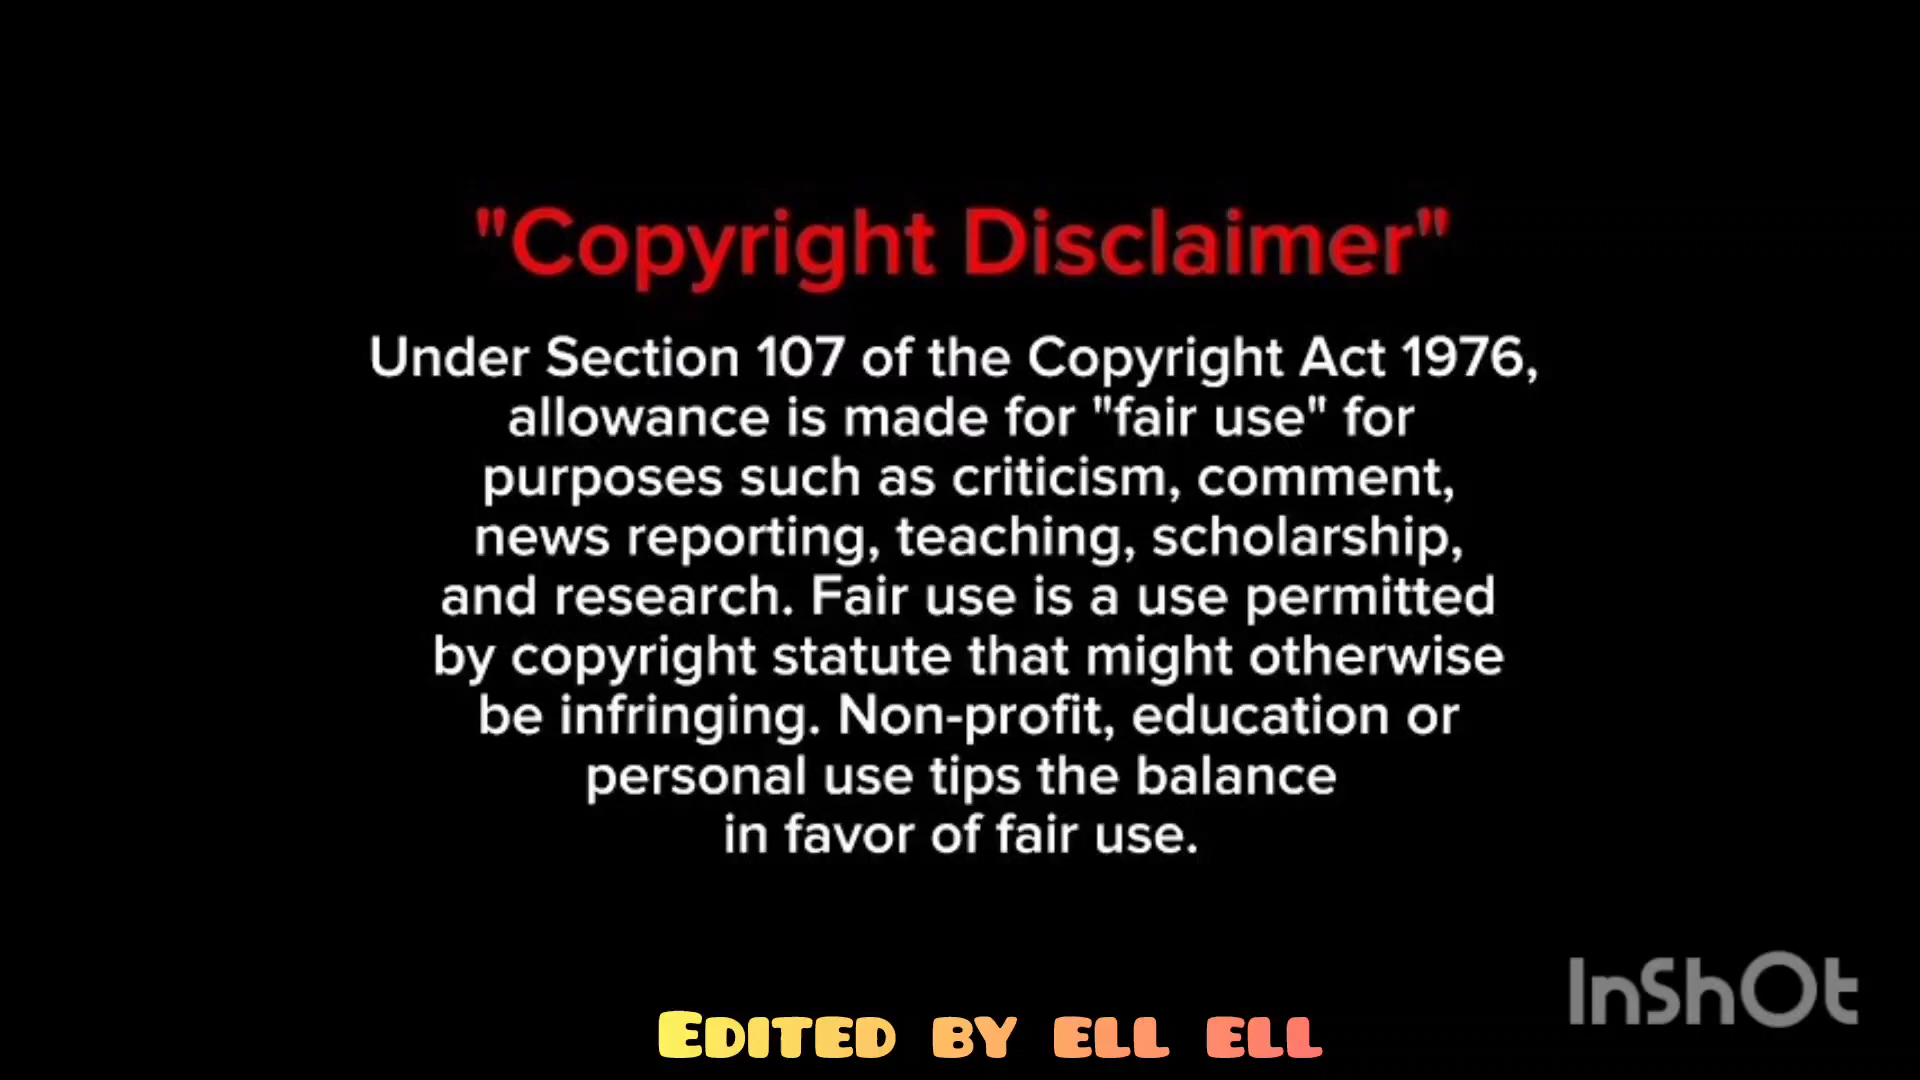 "Copyright Disclaimer"
Under Section 107 of the Copyright Act 1976,
allowance is made for "fair use" for
purposes such as criticism, comment,
news reporting, teaching, scholarship,
and research. Fair use is a use permitted
by copyright statute that might otherwise
be infringing. Non-profit, education or
personal use tips the balance
in favor of fair use.
InShOt
EDITED BY ELL ELL